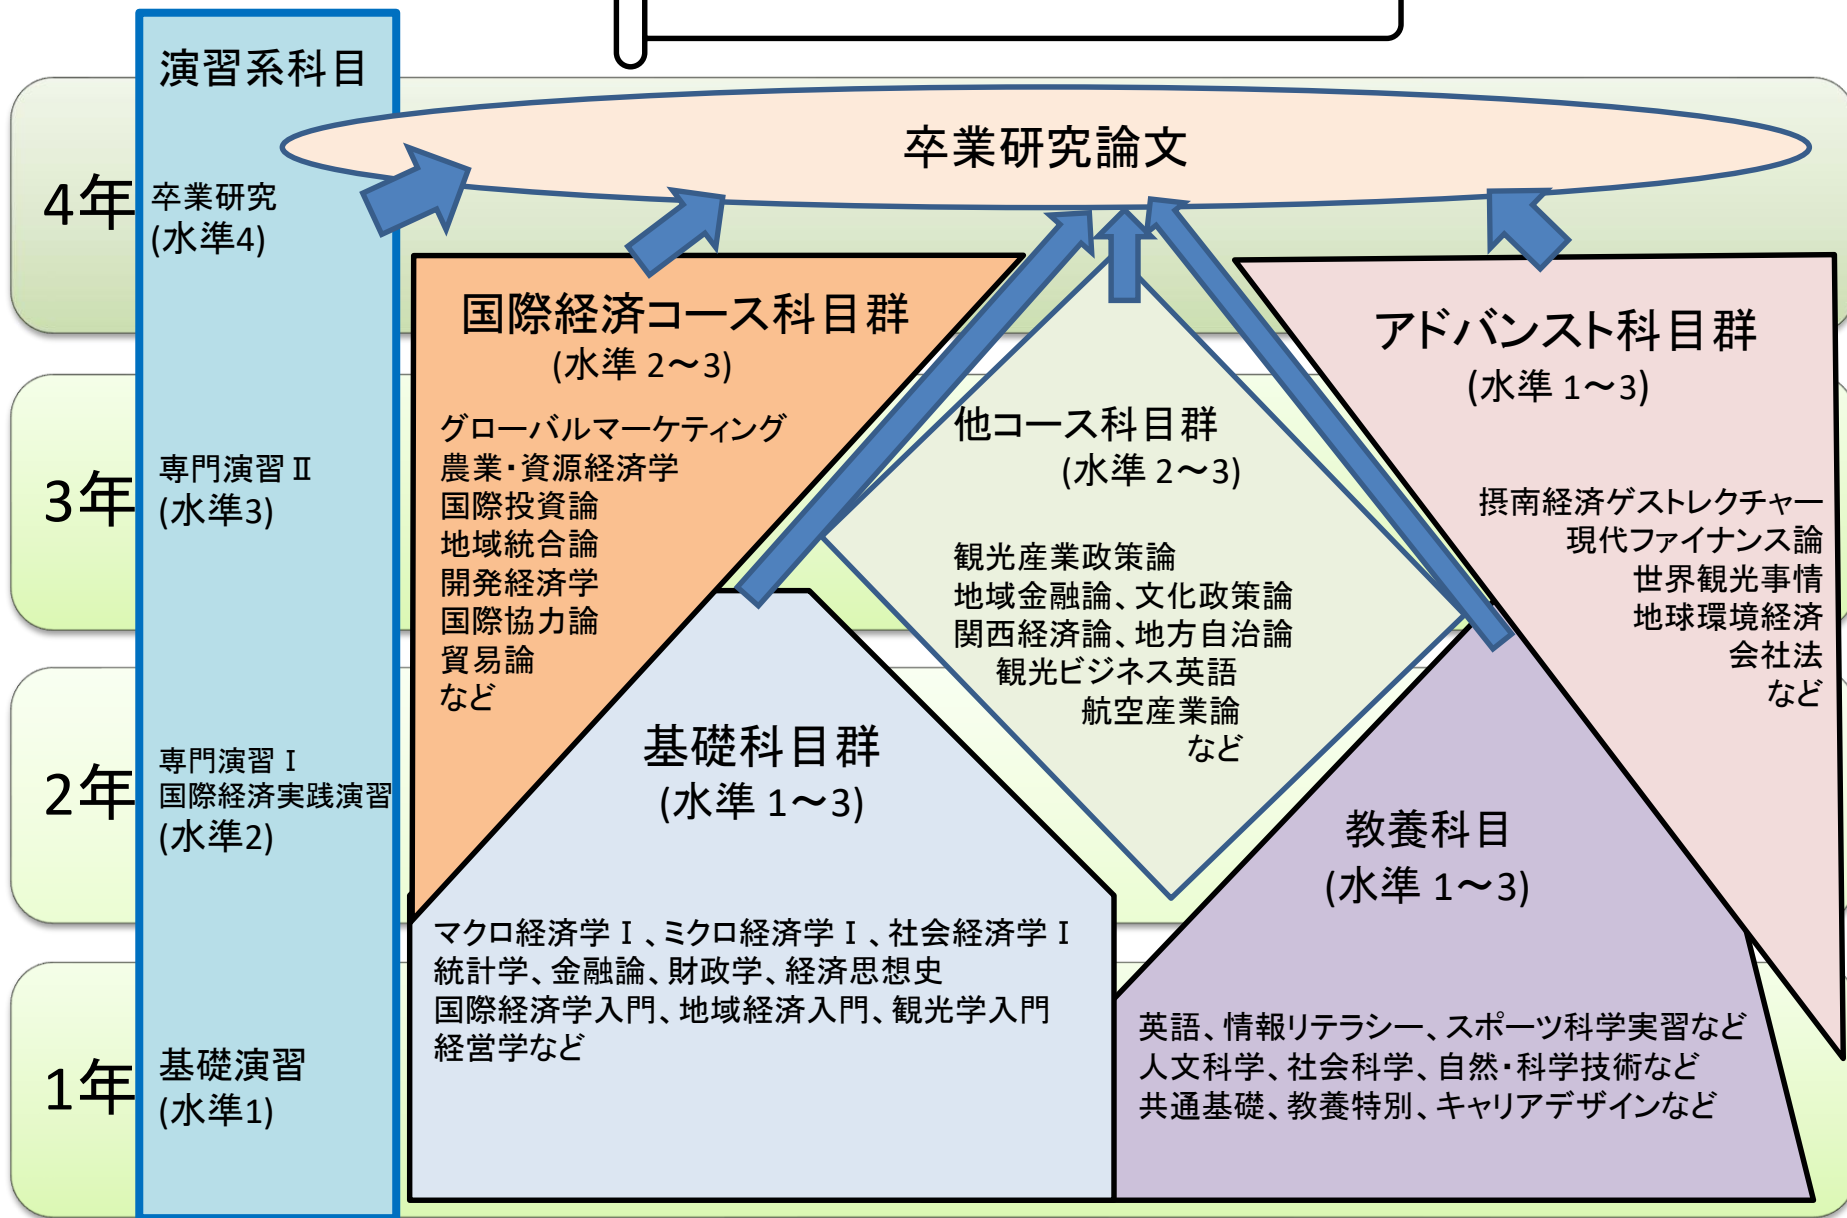 演習系科目
卒業研究論文
4年
卒業研究
(水準4)
国際経済コース科目群
(水準 2～3)
グローバルマーケティング
農業・資源経済学
国際投資論
地域統合論
開発経済学
国際協力論
貿易論
など
他コース科目群
(水準 2～3)
観光産業政策論
地域金融論、文化政策論
関西経済論、地方自治論
観光ビジネス英語
航空産業論
など
アドバンスト科目群
(水準 1～3)
摂南経済ゲストレクチャー
現代ファイナンス論
世界観光事情
地球環境経済
会社法
など
3年
専門演習Ⅱ
(水準3)
2年
専門演習Ⅰ
国際経済実践演習
(水準2)
基礎科目群
(水準 1～3)
マクロ経済学Ⅰ、ミクロ経済学Ⅰ、社会経済学Ⅰ
統計学、金融論、財政学、経済思想史
国際経済学入門、地域経済入門、観光学入門
経営学など
教養科目
(水準 1～3)
英語、情報リテラシー、スポーツ科学実習など
人文科学、社会科学、自然・科学技術など
共通基礎、教養特別、キャリアデザインなど
1年
基礎演習
(水準1)